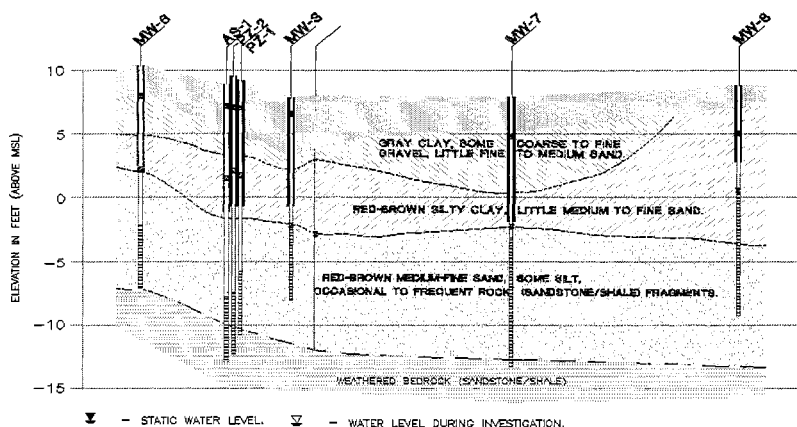 MW-6
AS-1
PZ-2
PZ-1
MW-3
MW-7
MW-8
ELEVATION IN FEET (ABOVE MSL)
10
5
0
-5
-10
-15
GRAY CLAY, SOME COARSE TO FINE
GRAVEL, LITTLE FINE TO MEDIUM SAND.
RED-BROWN SILTY CLAY, LITTLE MEDIUM TO FINE SAND.
RED-BROWN MEDIUM-FINE SAND, SOME SILT,
OCCASIONAL TO FREQUENT ROCK (SANDSTONE/SHALE) FRAGMENTS.
WEATHERED BEDROCK (SANDSTONE/SHALE)
- STATIC WATER LEVEL. - WATER LEVEL DURING INVESTIGATION.